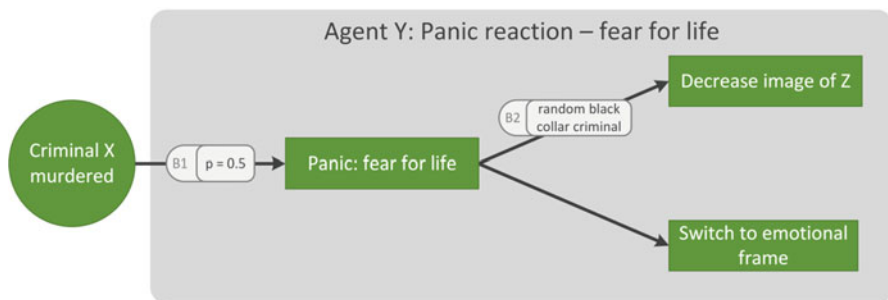 Agent Y: Panic reaction – fear for life
Criminal X
murdered
B1
p = 0.5
Panic: fear for life
B2
random black
collar criminal
Decrease image of Z
Switch to emotional
frame